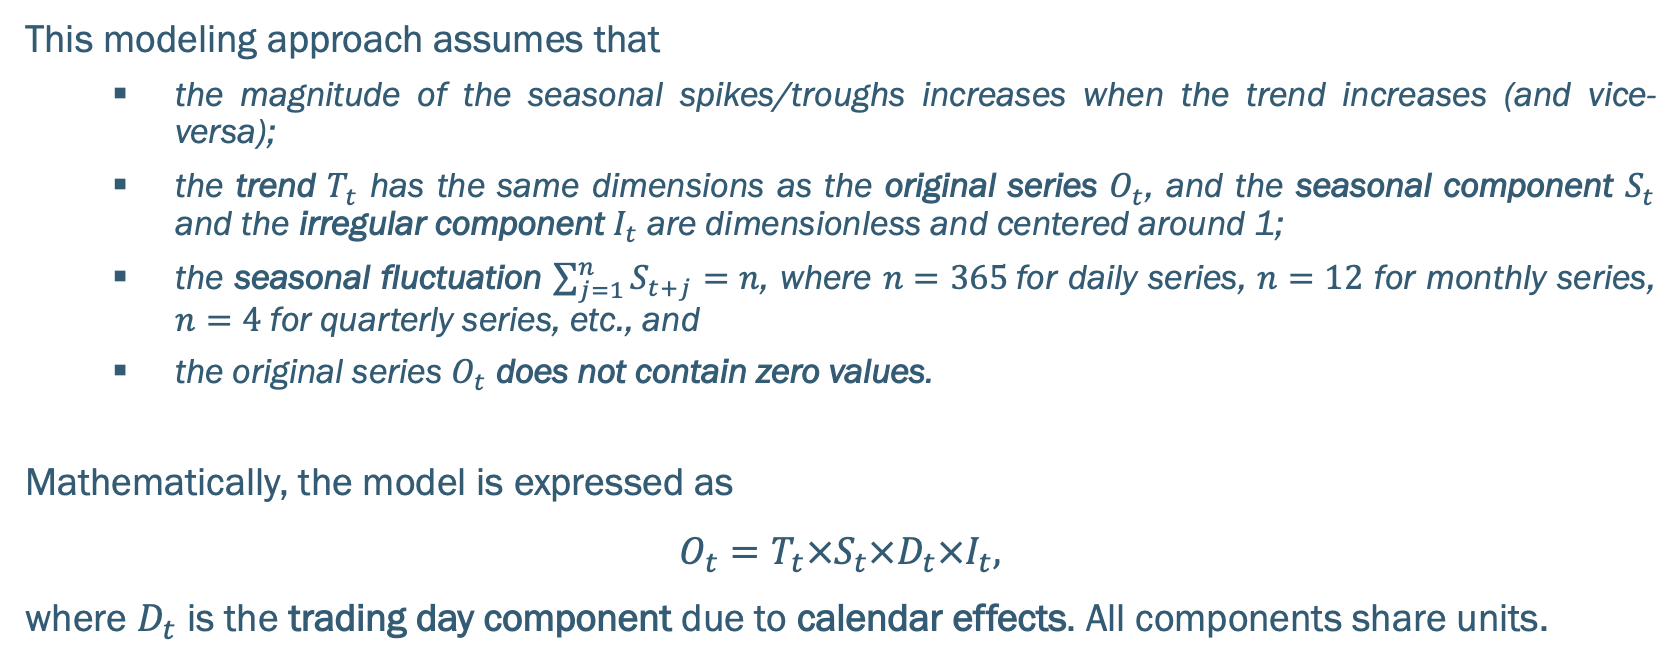 This modeling approach assumes that
▪ the magnitude of the seasonal spikes/troughs increases when the trend increases (and vice-
versa);
▪ the trend Tₜ has the same dimensions as the original series Oₜ, and the seasonal component Sₜ
and the irregular component Iₜ are dimensionless and centered around 1;
▪ the seasonal fluctuation ∑ⁿⱼ₌₁ Sₜ₊ⱼ = n, where n = 365 for daily series, n = 12 for monthly series,
n = 4 for quarterly series, etc., and
▪ the original series Oₜ does not contain zero values.
Mathematically, the model is expressed as
Oₜ = Tₜ×Sₜ×Dₜ×Iₜ,
where Dₜ is the trading day component due to calendar effects. All components share units.